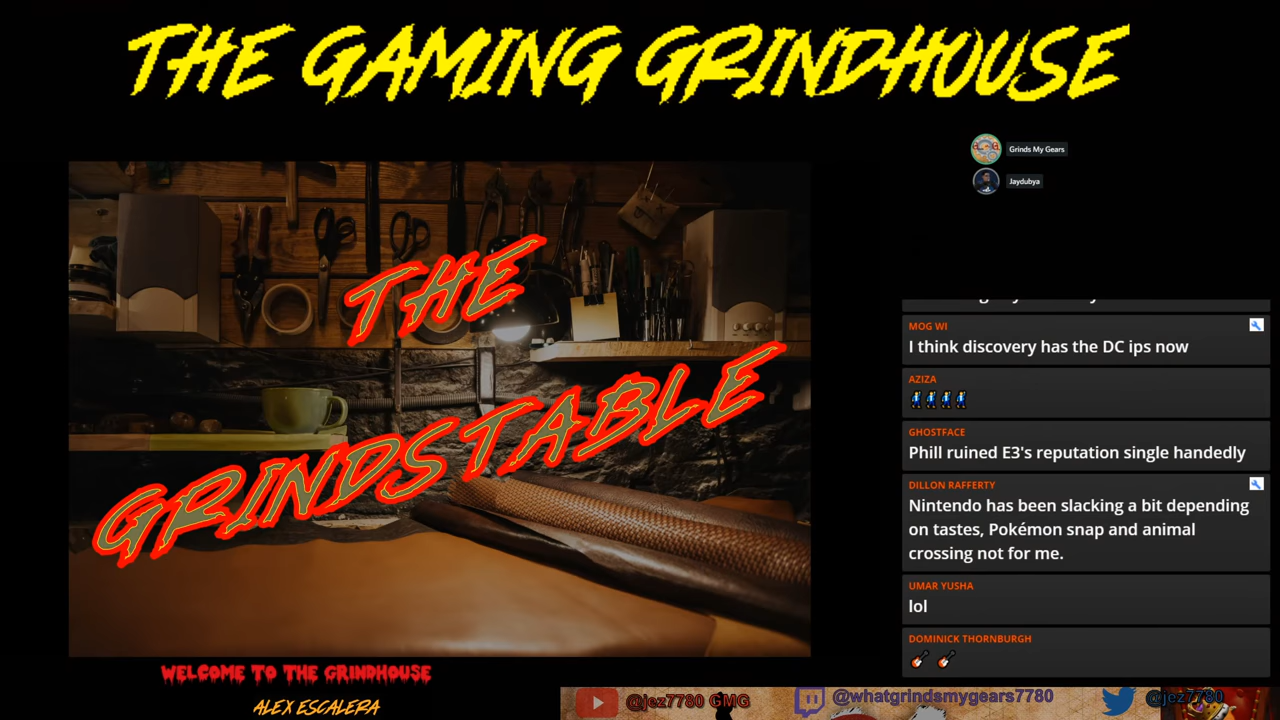 THE GAMING GRINDHOUSE
Grinds My Gears
Jaydubya
THE
GRINDSTABLE
MOG WI
I think discovery has the DC ips now
AZIZA
GHOSTFACE
Phill ruined E3's reputation single handedly
DILLON RAFFERTY
Nintendo has been slacking a bit depending
on tastes, Pokémon snap and animal
crossing not for me.
UMAR YUSHA
lol
DOMINICK THORNBURGH
WELCOME TO THE GRINDHOUSE
ALEX ESCALERA
@jez7780 GMG
@whatgrindsmygears7780
@jez7780